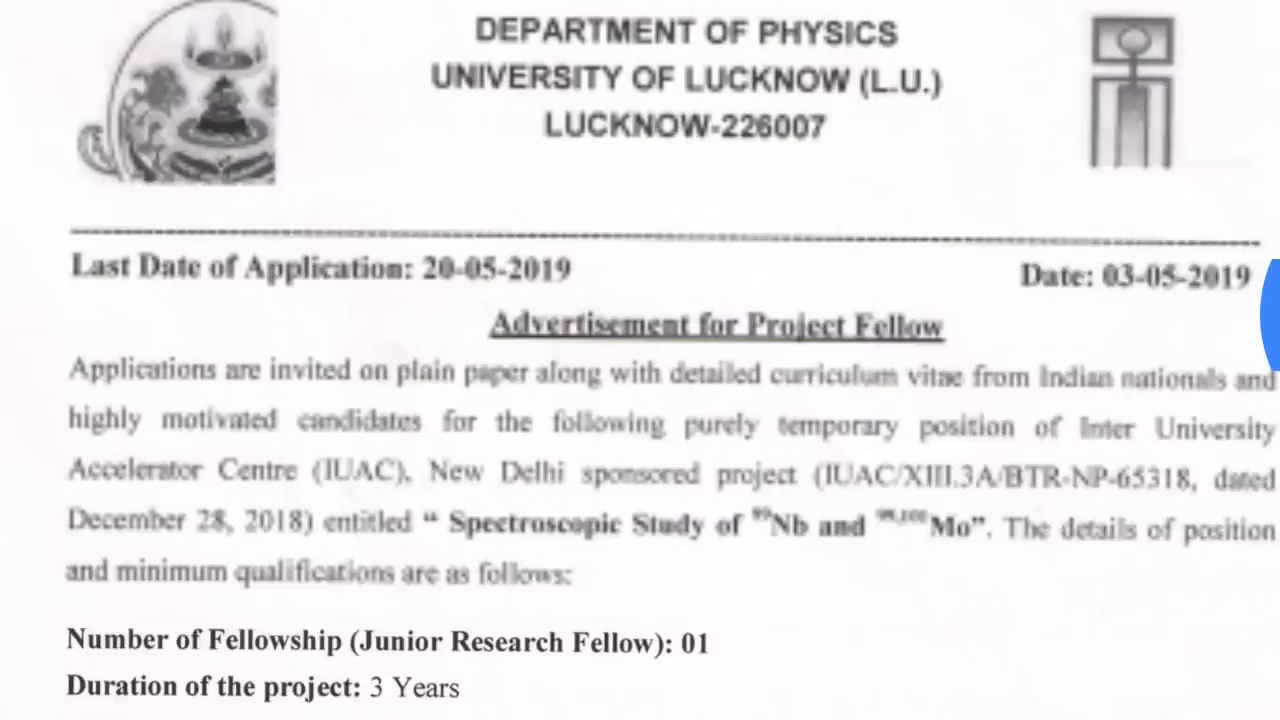 DEPARTMENT OF PHYSICS
UNIVERSITY OF LUCKNOW (L.U.)
LUCKNOW-226007
Last Date of Application: 20-05-2019
Date: 03-05-2019
Advertisement for Project Fellow
Applications are invited on plain paper along with detailed curriculum vitae from Indian nationals and
highly motivated candidates for the following purely temporary position of Inter University
Accelerator Centre (IUAC), New Delhi sponsored project (IUAC/XIII.3A/BTR-NP-65318, dated
December 28, 2018) entitled “ Spectroscopic Study of Nb and Mo”. The details of position
and minimum qualifications are as follows:
Number of Fellowship (Junior Research Fellow): 01
Duration of the project: 3 Years